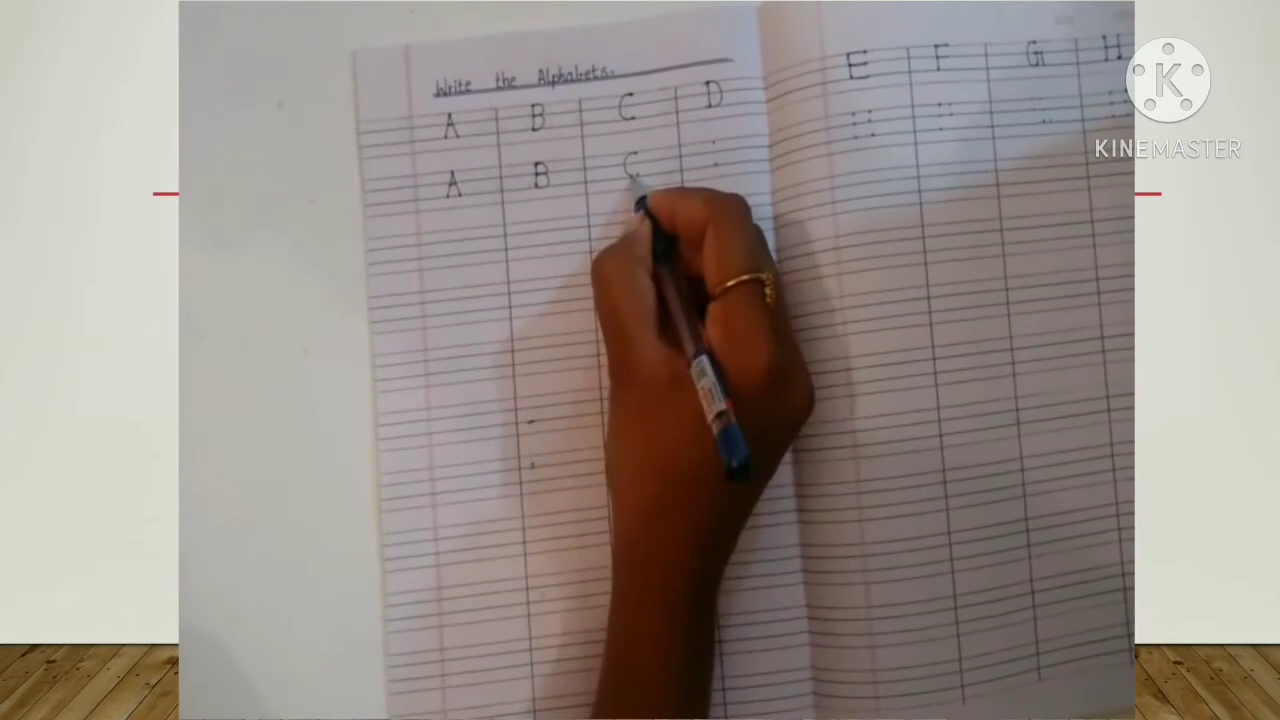 Write the Alphabets.
A B C D E F G H
A B C
K
KINEMASTER